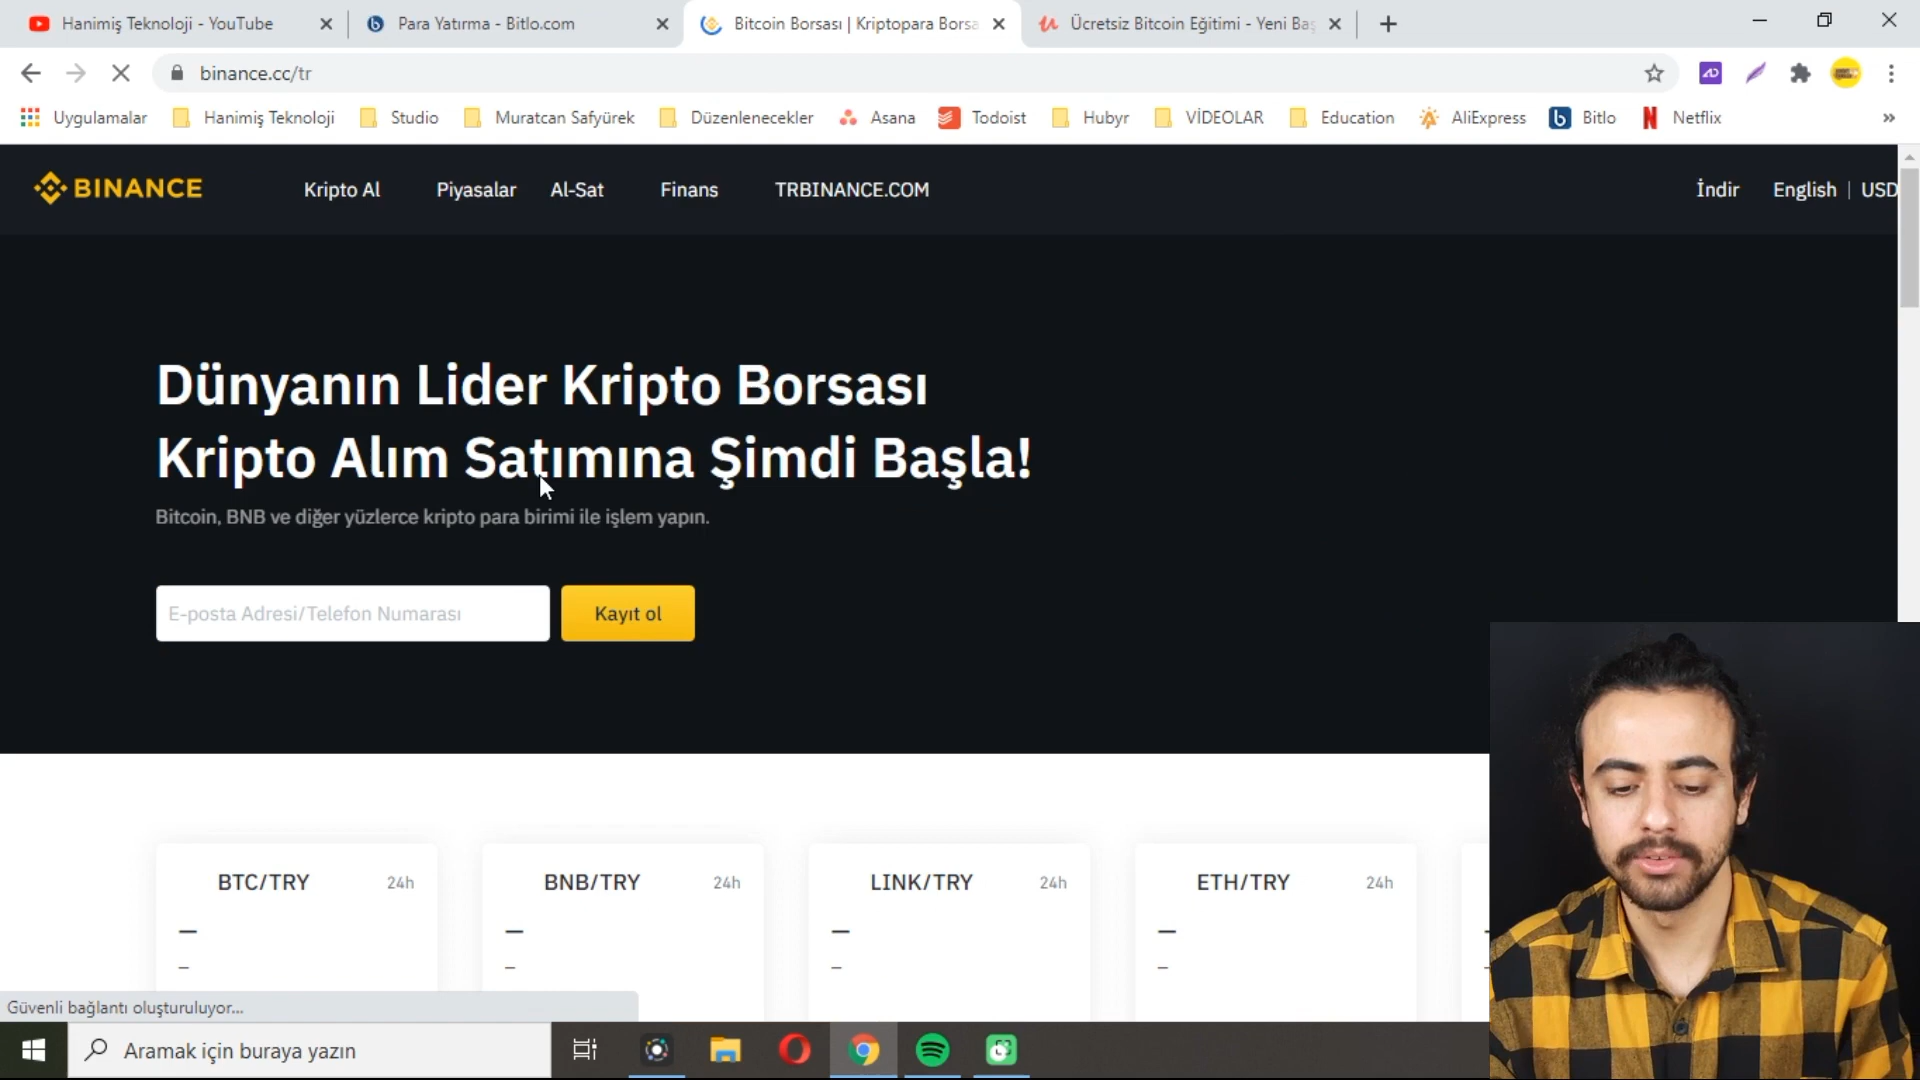 Hanimiş Teknoloji - YouTube
Para Yatırma - Bitlo.com
Bitcoin Borsası | Kriptopara Borsa
Ücretsiz Bitcoin Eğitimi - Yeni Baş
binance.cc/tr
Uygulamalar
Hanimiş Teknoloji
Studio
Muratcan Safyürek
Düzenlenecekler
Asana
Todoist
Hubyr
VİDEOLAR
Education
AliExpress
Bitlo
Netflix
BINANCE
Kripto Al
Piyasalar
Al-Sat
Finans
TRBINANCE.COM
İndir
English | USD
Dünyanın Lider Kripto Borsası
Kripto Alım Satımına Şimdi Başla!
Bitcoin, BNB ve diğer yüzlerce kripto para birimi ile işlem yapın.
E-posta Adresi/Telefon Numarası
Kayıt ol
BTC/TRY 24h
–
–
BNB/TRY 24h
–
–
LINK/TRY 24h
–
–
ETH/TRY 24h
–
–
Güvenli bağlantı oluşturuluyor...
Aramak için buraya yazın